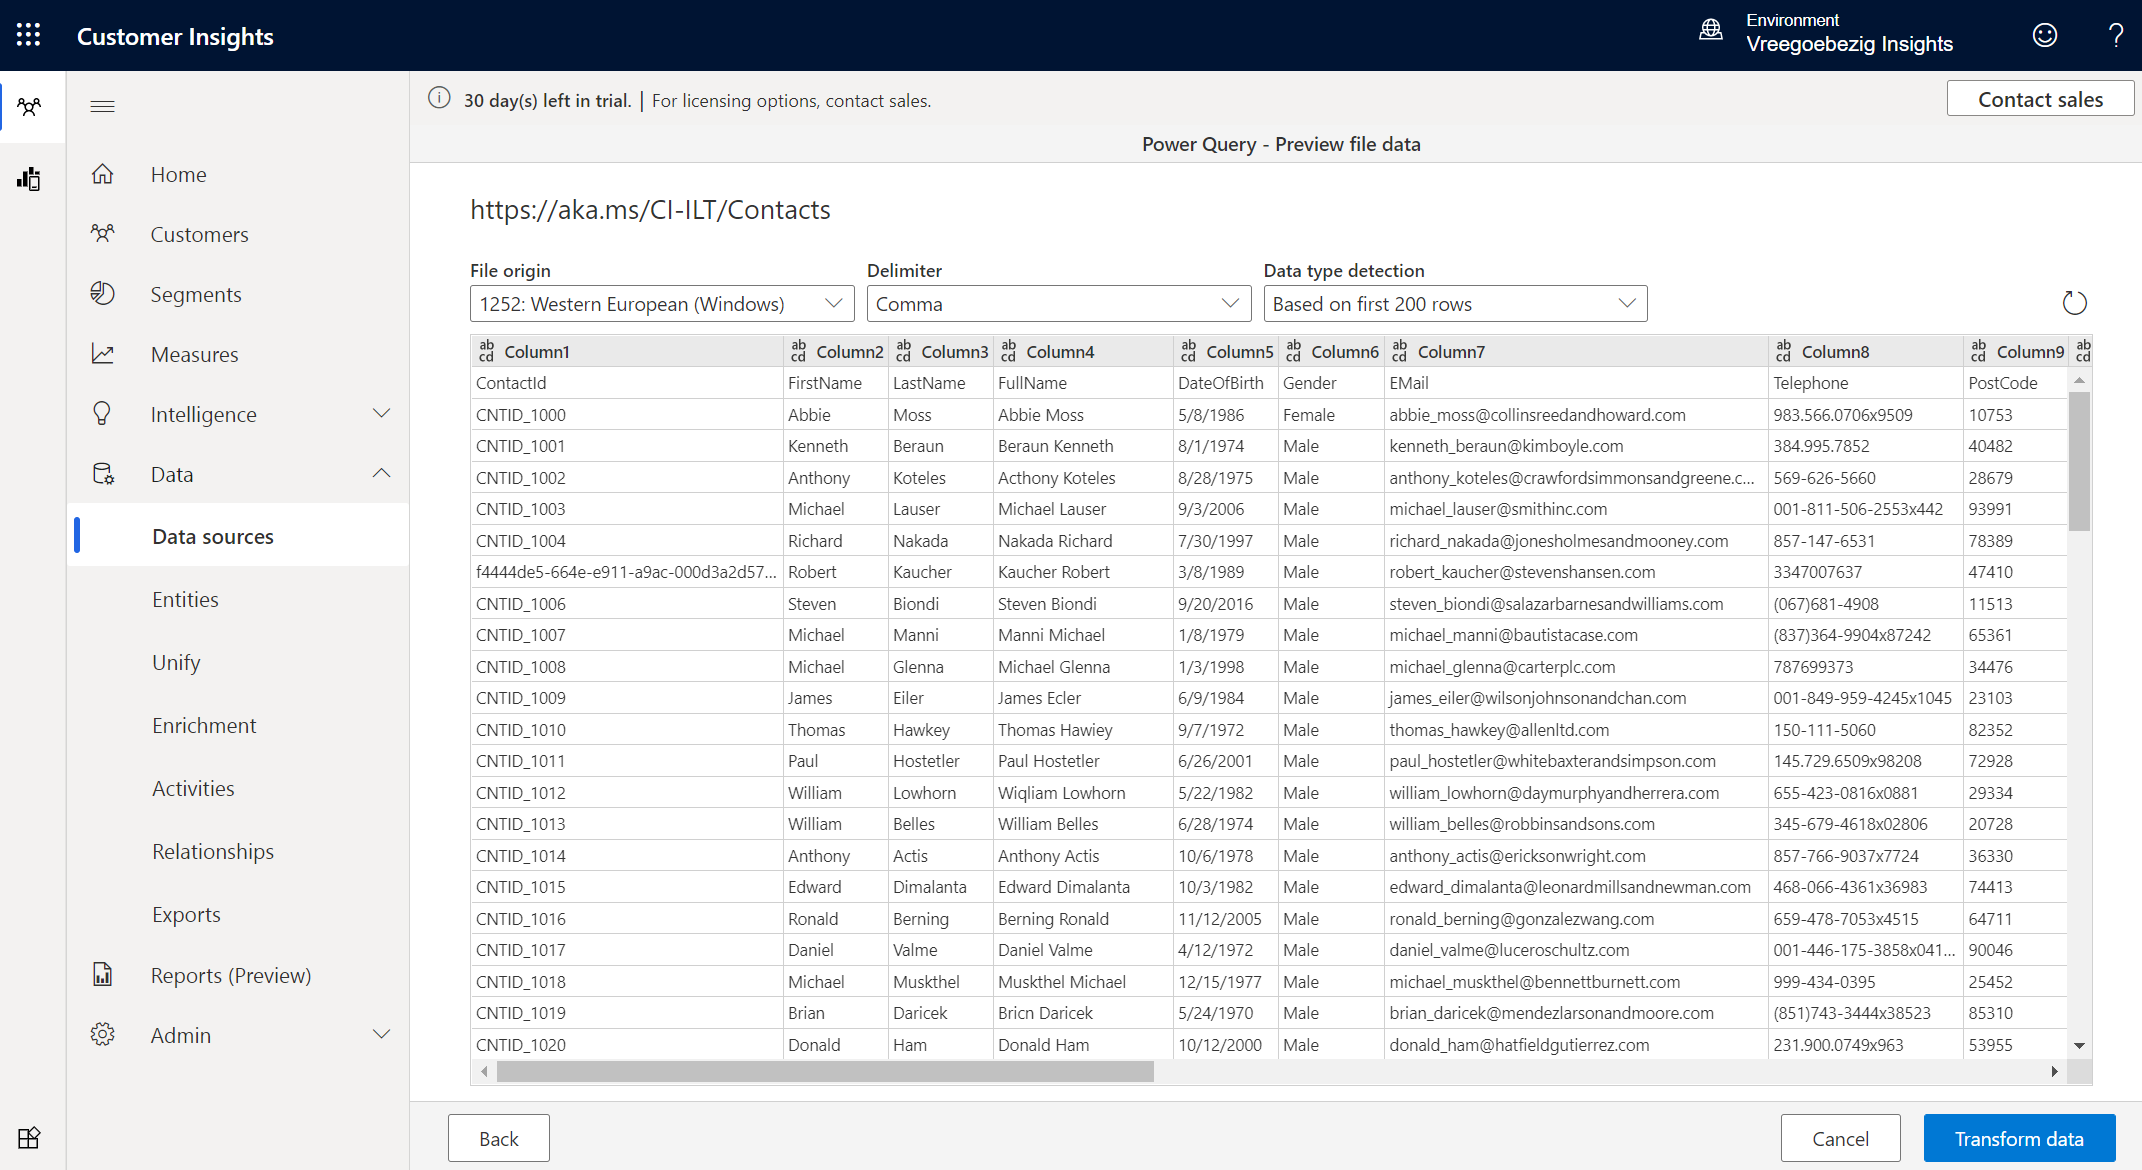 Customer Insights
Environment
Vreegoebezig Insights
?
30 day(s) left in trial. | For licensing options, contact sales.
Contact sales
Power Query - Preview file data
Home
Customers
Segments
Measures
Intelligence
Data
Data sources
Entities
Unify
Enrichment
Activities
Relationships
Exports
Reports (Preview)
Admin
https://aka.ms/CI-ILT/Contacts
File origin Delimiter Data type detection
1252: Western European (Windows) Comma Based on first 200 rows
ab cd Column1 ab cd Column2 ab cd Column3 ab cd Column4 ab cd Column5 ab cd Column6 ab cd Column7 ab cd Column8 ab cd Column9 ab cd
ContactId FirstName LastName FullName DateOfBirth Gender EMail Telephone PostCode
CNTID_1000 Abbie Moss Abbie Moss 5/8/1986 Female abbie_moss@collinsreedandhoward.com 983.566.0706x9509 10753
CNTID_1001 Kenneth Beraun Beraun Kenneth 8/1/1974 Male kenneth_beraun@kimboyle.com 384.995.7852 40482
CNTID_1002 Anthony Koteles Acthony Koteles 8/28/1975 Male anthony_koteles@crawfordsimmonsandgreene.c... 569-626-5660 28679
CNTID_1003 Michael Lauser Michael Lauser 9/3/2006 Male michael_lauser@smithinc.com 001-811-506-2553x442 93991
CNTID_1004 Richard Nakada Nakada Richard 7/30/1997 Male richard_nakada@jonesholmesandmooney.com 857-147-6531 78389
f4444de5-664e-e911-a9ac-000d3a2d57... Robert Kaucher Kaucher Robert 3/8/1989 Male robert_kaucher@stevenshansen.com 3347007637 47410
CNTID_1006 Steven Biondi Steven Biondi 9/20/2016 Male steven_biondi@salazarbarnesandwilliams.com (067)681-4908 11513
CNTID_1007 Michael Manni Manni Michael 1/8/1979 Male michael_manni@bautistacase.com (837)364-9904x87242 65361
CNTID_1008 Michael Glenna Michael Glenna 1/3/1998 Male michael_glenna@carterplc.com 787699373 34476
CNTID_1009 James Eiler James Ecler 6/9/1984 Male james_eiler@wilsonjohnsonandchan.com 001-849-959-4245x1045 23103
CNTID_1010 Thomas Hawkey Thomas Hawiey 9/7/1972 Male thomas_hawkey@allenltd.com 150-111-5060 82352
CNTID_1011 Paul Hostetler Paul Hostetler 6/26/2001 Male paul_hostetler@whitebaxterandsimpson.com 145.729.6509x98208 72928
CNTID_1012 William Lowhorn Wiqliam Lowhorn 5/22/1982 Male william_lowhorn@daymurphyandherrera.com 655-423-0816x0881 29334
CNTID_1013 William Belles William Belles 6/28/1974 Male william_belles@robbinsandsons.com 345-679-4618x02806 20728
CNTID_1014 Anthony Actis Anthony Actis 10/6/1978 Male anthony_actis@ericksonwright.com 857-766-9037x7724 36330
CNTID_1015 Edward Dimalanta Edward Dimalanta 10/3/1982 Male edward_dimalanta@leonardmillsandnewman.com 468-066-4361x36983 74413
CNTID_1016 Ronald Berning Berning Ronald 11/12/2005 Male ronald_berning@gonzalezwang.com 659-478-7053x4515 64711
CNTID_1017 Daniel Valme Daniel Valme 4/12/1972 Male daniel_valme@luceroschultz.com 001-446-175-3858x041... 90046
CNTID_1018 Michael Muskthel Muskthel Michael 12/15/1977 Male michael_muskthel@bennettburnett.com 999-434-0395 25452
CNTID_1019 Brian Daricek Bricn Daricek 5/24/1970 Male brian_daricek@mendezlarsonandmoore.com (851)743-3444x38523 85310
CNTID_1020 Donald Ham Donald Ham 10/12/2000 Male donald_ham@hatfieldgutierrez.com 231.900.0749x963 53955
Back
Cancel
Transform data